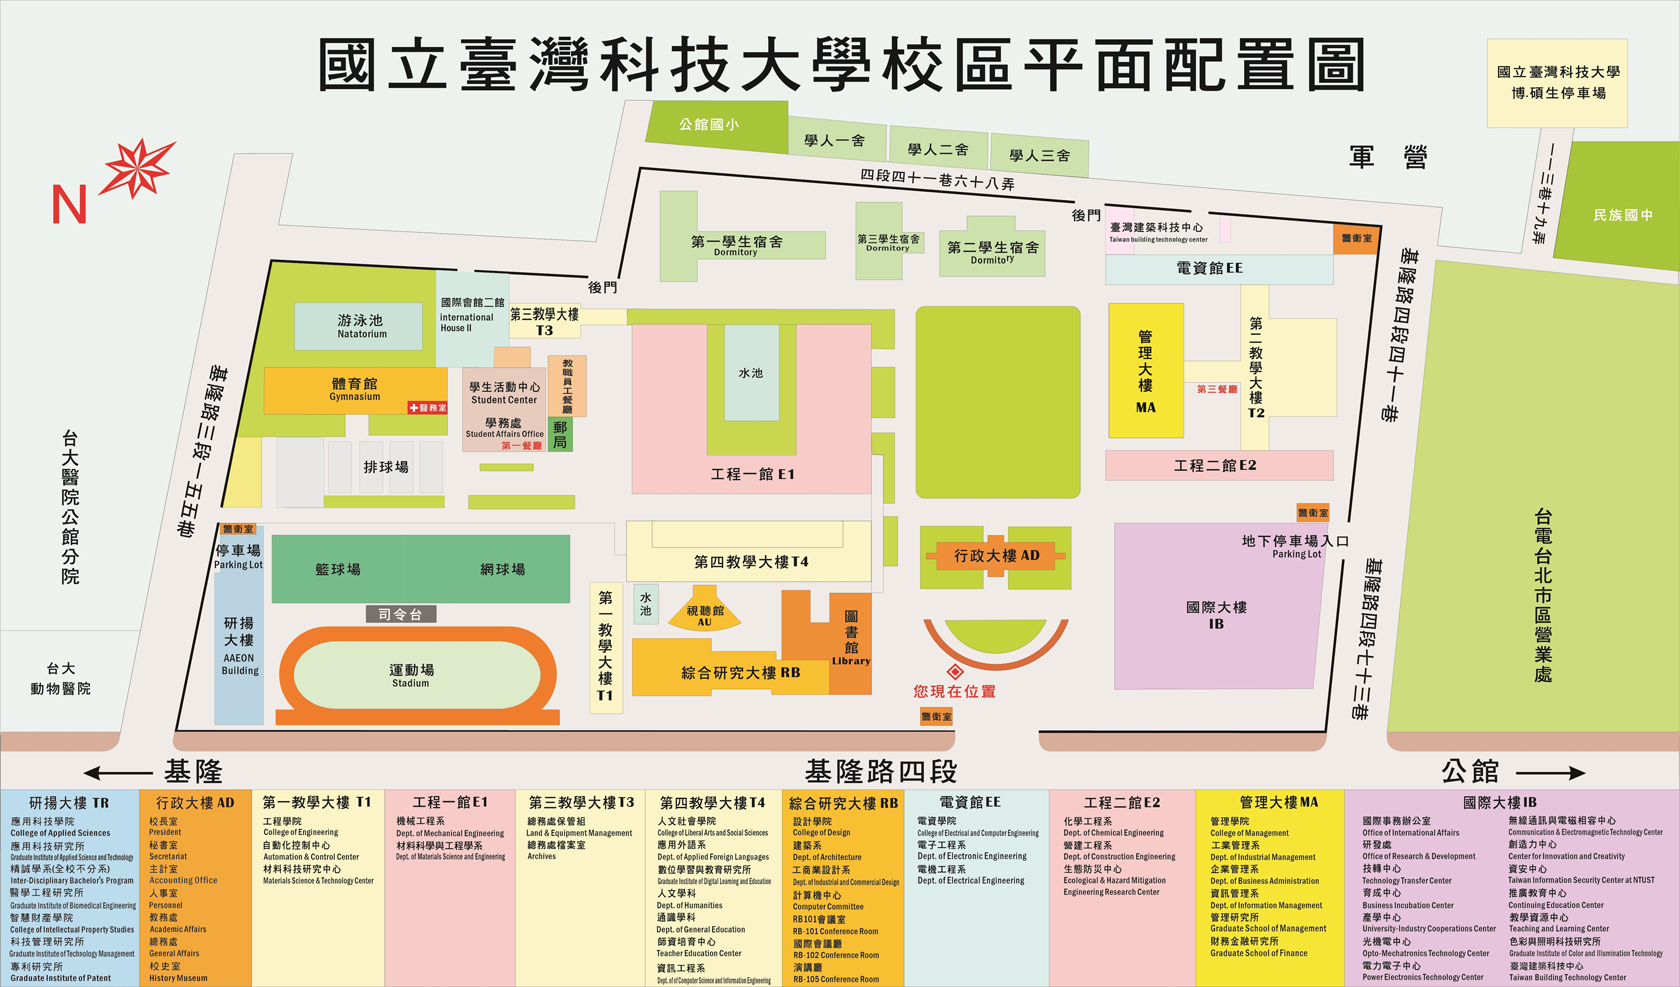 國立臺灣科技大學校區平面配置圖
國立臺灣科技大學
博.碩生停車場
公館國小
學人一舍
學人二舍
學人三舍
軍 營
一一三巷十九弄
民族國中
N
四段四十一巷六十八弄
後門
第一學生宿舍
Dormitory
第三學生宿舍
Dormitory
第二學生宿舍
Dormitory
臺灣建築科技中心
Taiwan building technology center
警衛室
電資館EE
基隆路四段四十一巷
後門
游泳池
Natatorium
國際會館二館
international
House II
第三教學大樓
T3
體育館
Gymnasium
醫務室
學生活動中心
Student Center
學務處
Student Affairs Office
第一餐廳
教職員工餐廳
郵局
水池
工程一館 E1
管理大樓
MA
第二教學大樓
T2
第三餐廳
工程二館E2
排球場
基隆路三段一五五巷
台大醫院公館分院
警衛室
停車場
Parking Lot
籃球場
網球場
司令台
第四教學大樓T4
行政大樓 AD
警衛室
地下停車場入口
Parking Lot
台電台北市區營業處
研揚
大樓
AAEON
Building
運動場
Stadium
第一教學大樓
T1
水池
視聽館
AU
圖書館
Library
綜合研究大樓 RB
國際大樓
IB
基隆路四段七十三巷
台大
動物醫院
您現在位置
警衛室
基隆
基隆路四段
公館
研揚大樓 TR
應用科技學院
College of Applied Sciences
應用科技研究所
Graduate Institute of Applied Science and Technology
精誠學系(全校不分系)
Inter-Disciplinary Bachelor's Program
醫學工程研究所
Graduate Institute of Biomedical Engineering
智慧財產學院
College of Intellectual Property Studies
科技管理研究所
Graduate Institute of Technology Management
專利研究所
Graduate Institute of Patent
行政大樓 AD
校長室
President
秘書室
Secretariat
主計室
Accounting Office
人事室
Personnel
教務處
Academic Affairs
總務處
General Affairs
校史室
History Museum
第一教學大樓 T1
工程學院
College of Engineering
自動化控制中心
Automation & Control Center
材料科技研究中心
Materials Science & Technology Center
工程一館E1
機械工程系
Dept. of Mechanical Engineering
材料科學與工程學系
Dept. of Materials Science and Engineering
第三教學大樓T3
總務處保管組
Land & Equipment Management
總務處檔案室
Archives
第四教學大樓T4
人文社會學院
College of Liberal Arts and Social Sciences
應用外語系
Dept. of Applied Foreign Languages
數位學習與教育研究所
Graduate Institute of Digital Learning and Education
人文學科
Dept. of Humanities
通識學科
Dept. of General Education
師資培育中心
Teacher Education Center
資訊工程系
Dept. of of Computer Science and Information Engineering
綜合研究大樓 RB
設計學院
College of Design
建築系
Dept. of Architecture
工商業設計系
Dept. of Industrial and Commercial Design
計算機中心
Computer Committee
RB101會議室
RB-101 Conference Room
國際會議廳
RB-102 Conference Room
演講廳
RB-105 Conference Room
電資館EE
電資學院
College of Electrical and Computer Engineering
電子工程系
Dept. of Electronic Engineering
電機工程系
Dept. of Electrical Engineering
工程二館E2
化學工程系
Dept. of Chemical Engineering
營建工程系
Dept. of Construction Engineering
生態防災中心
Ecological & Hazard Mitigation
Engineering Research Center
管理大樓MA
管理學院
College of Management
工業管理系
Dept. of Industrial Management
企業管理系
Dept. of Business Administration
資訊管理系
Dept. of Information Management
管理研究所
Graduate School of Management
財務金融研究所
Graduate School of Finance
國際大樓IB
國際事務辦公室
Office of International Affairs
研發處
Office of Research & Development
技轉中心
Technology Transfer Center
育成中心
Business Incubation Center
產學中心
University-Industry Cooperations Center
光機電中心
Opto-Mechatronics Technology Center
電力電子中心
Power Electronics Technology Center
無線通訊與電磁相容中心
Communication & Electromagnetic Technology Center
創造力中心
Center for Innovation and Creativity
資安中心
Taiwan Information Security Center at NTUST
推廣教育中心
Continuing Education Center
教學資源中心
Teaching and Learning Center
色彩與照明科技研究所
Graduate Institute of Color and Illumination Technology
臺灣建築科技中心
Taiwan Building Technology Center